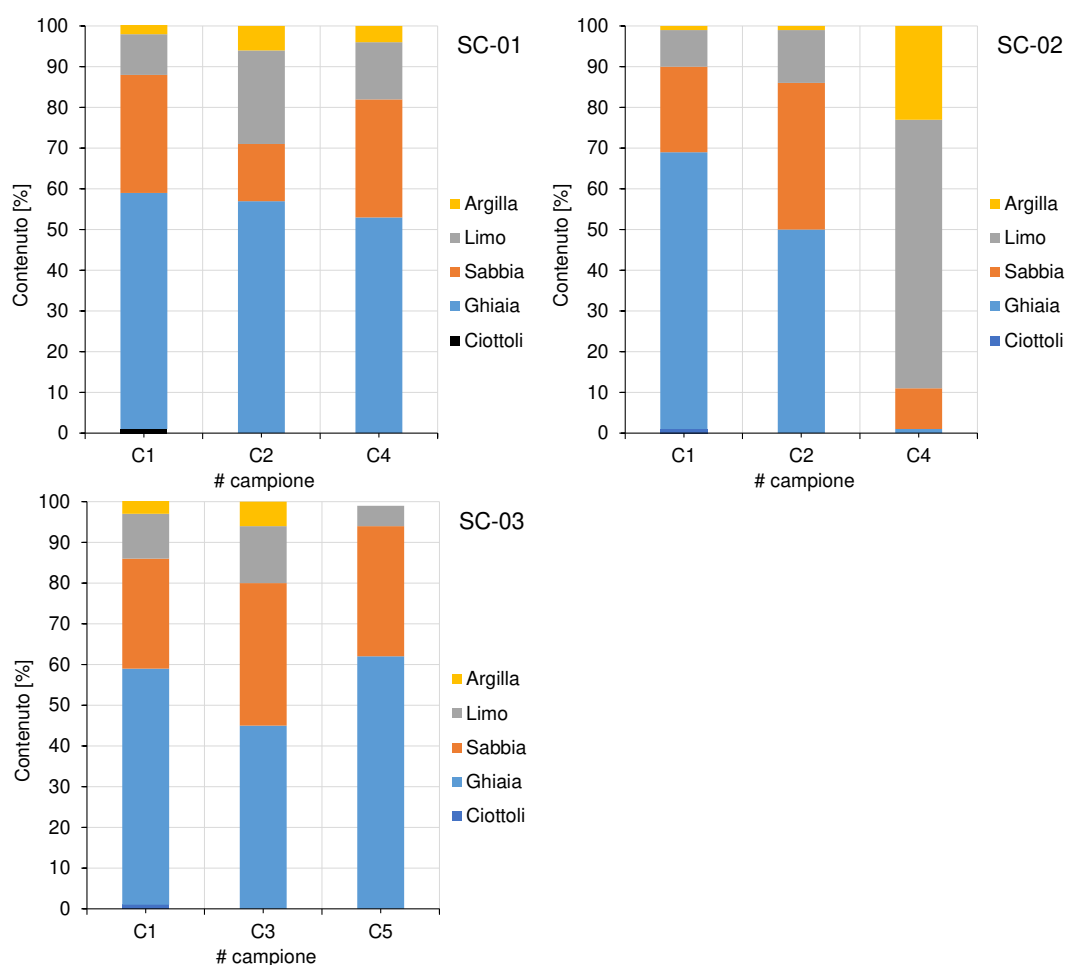 SC-01
Contenuto [%]
100
90
80
70
60
50
40
30
20
10
0
C1 C2 C4
# campione
Argilla
Limo
Sabbia
Ghiaia
Ciottoli
SC-02
Contenuto [%]
100
90
80
70
60
50
40
30
20
10
0
C1 C2 C4
# campione
Argilla
Limo
Sabbia
Ghiaia
Ciottoli
SC-03
Contenuto [%]
100
90
80
70
60
50
40
30
20
10
0
C1 C3 C5
# campione
Argilla
Limo
Sabbia
Ghiaia
Ciottoli